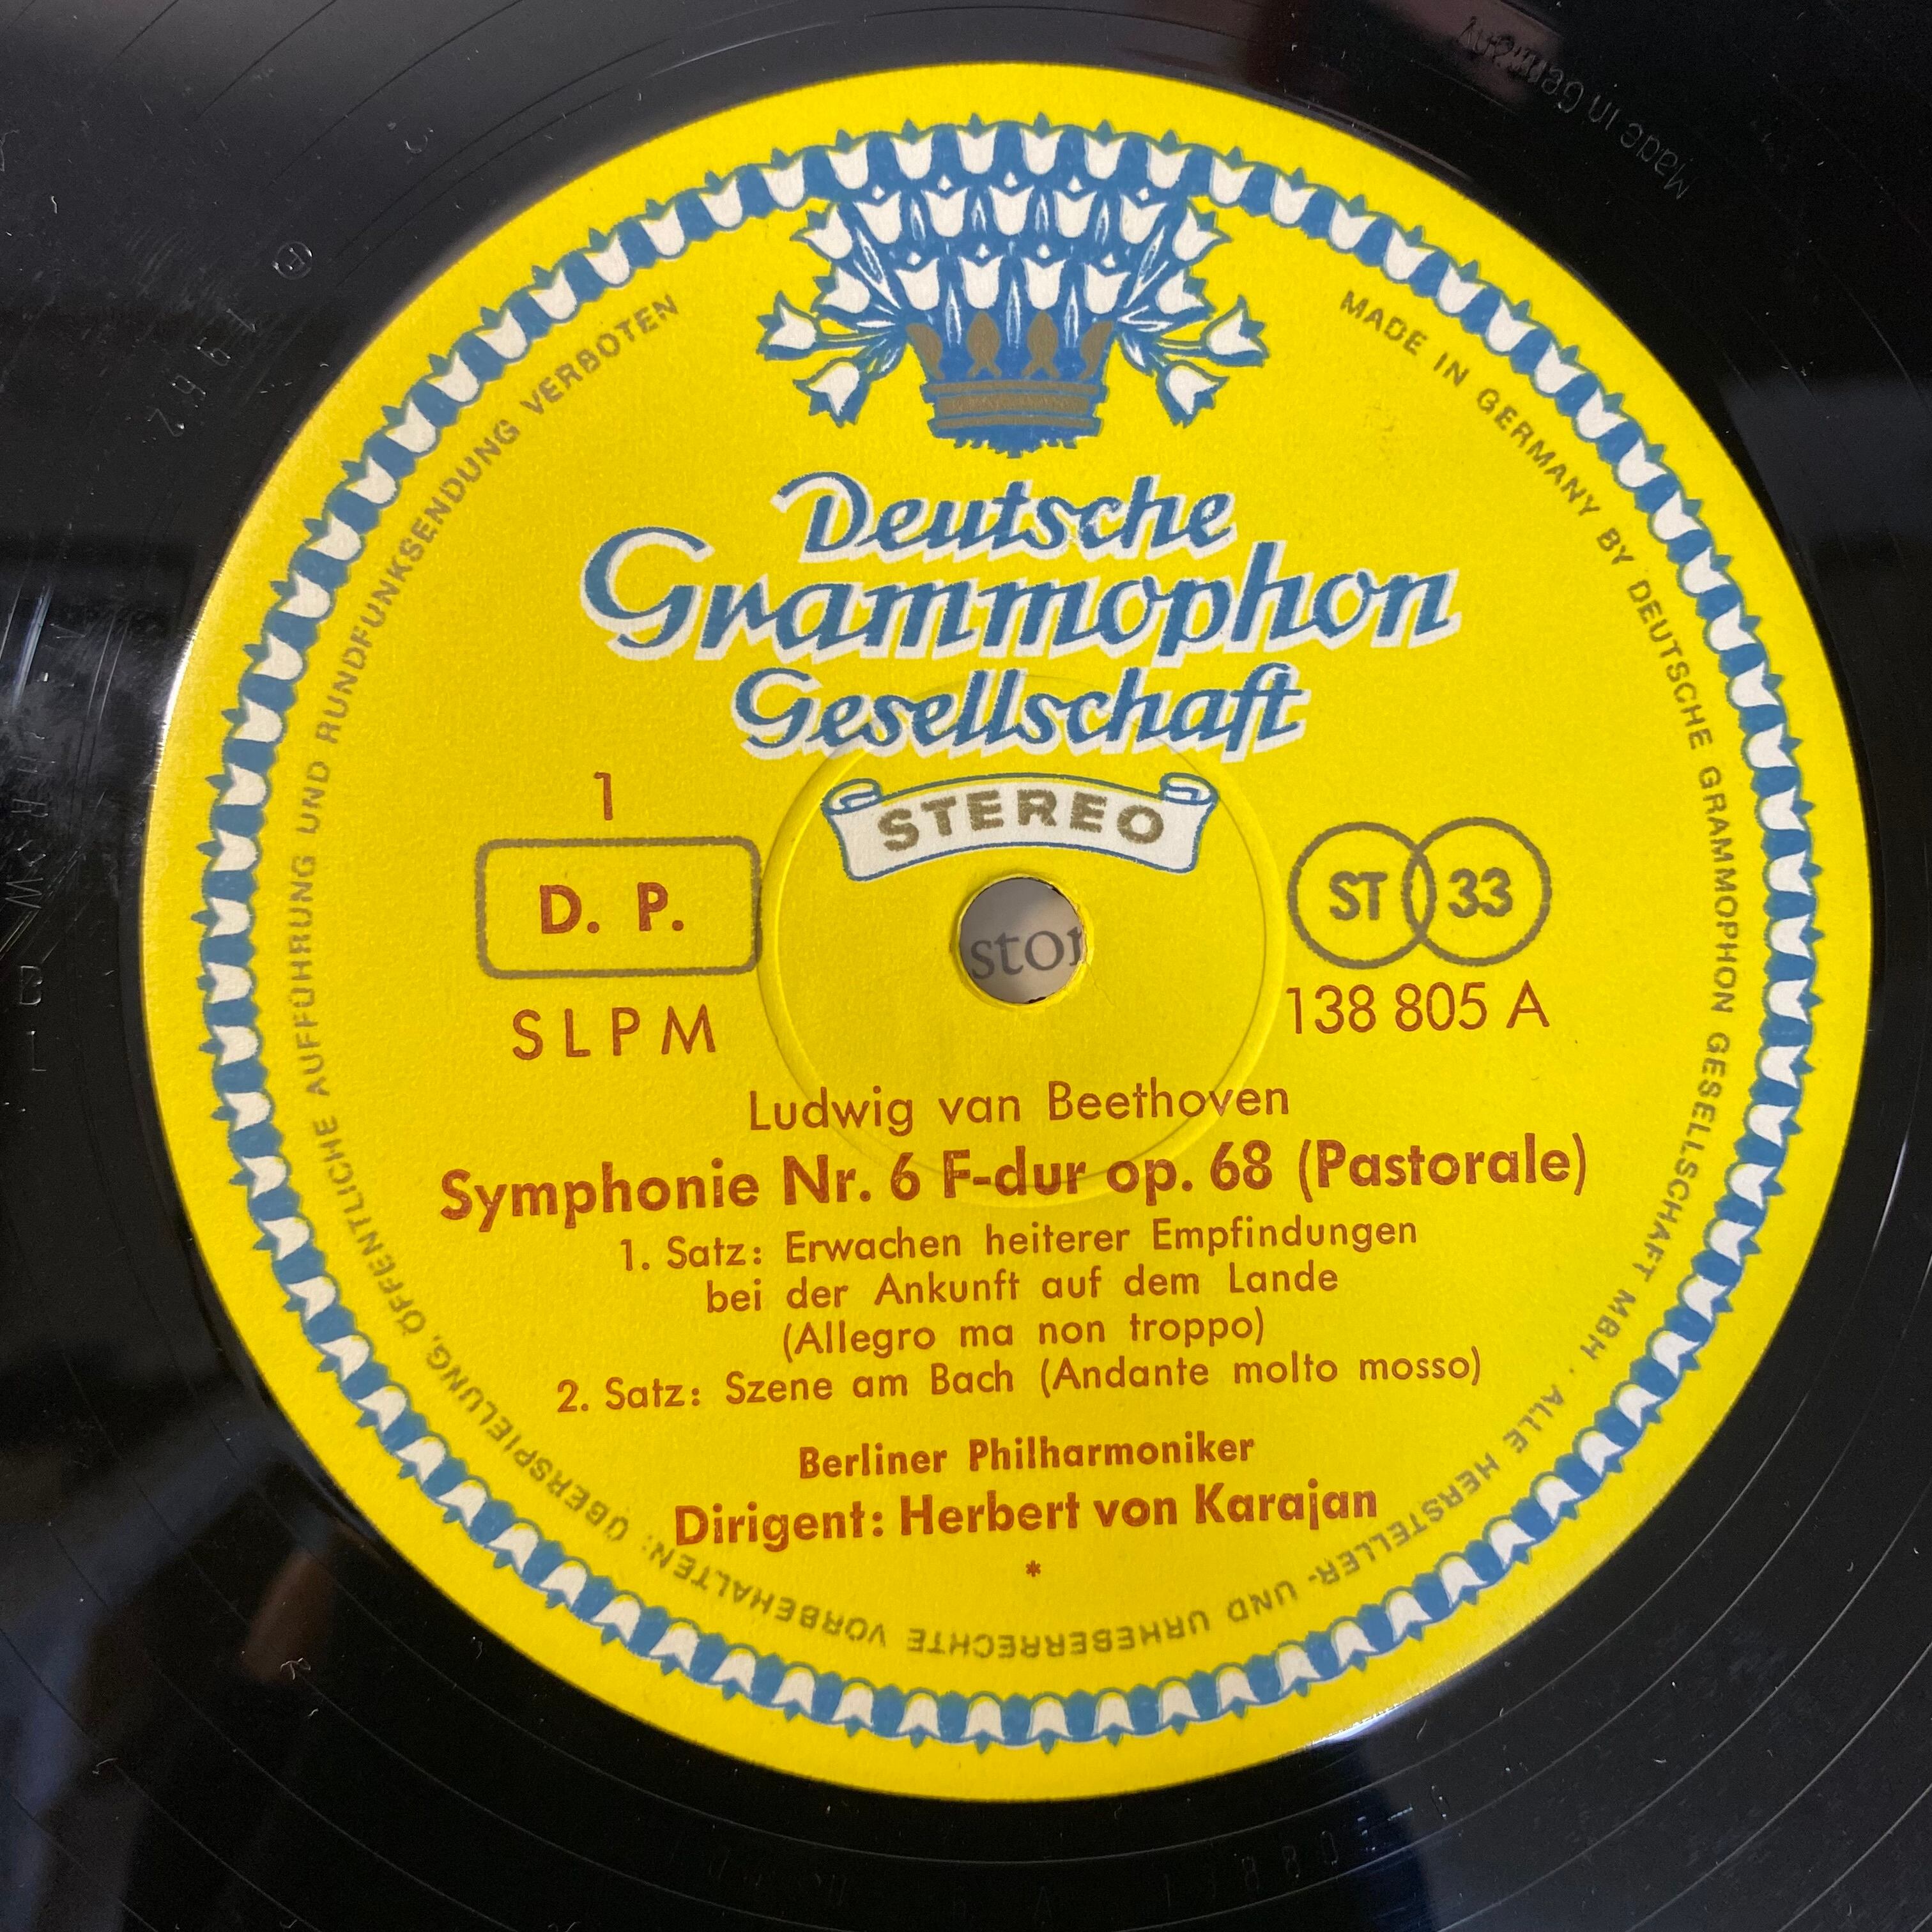 Deutsche
Grammophon
Gesellschaft
STEREO
1
D. P.
SLPM
ST 33
138 805 A
stor
Ludwig van Beethoven
Symphonie Nr. 6 F-dur op. 68 (Pastorale)
1. Satz: Erwachen heiterer Empfindungen
bei der Ankunft auf dem Lande
(Allegro ma non troppo)
2. Satz: Szene am Bach (Andante molto mosso)
Berliner Philharmoniker
Dirigent: Herbert von Karajan
*
MADE IN GERMANY BY DEUTSCHE GRAMMOPHON GESELLSCHAFT MBH . ALLE HERSTELLER- UND URHEBERRECHTE VORBEHALTEN: ÜBERSPIELUNG, ÖFFENTLICHE AUFFÜHRUNG UND RUNDFUNKSENDUNG VERBOTEN
Made in Germany